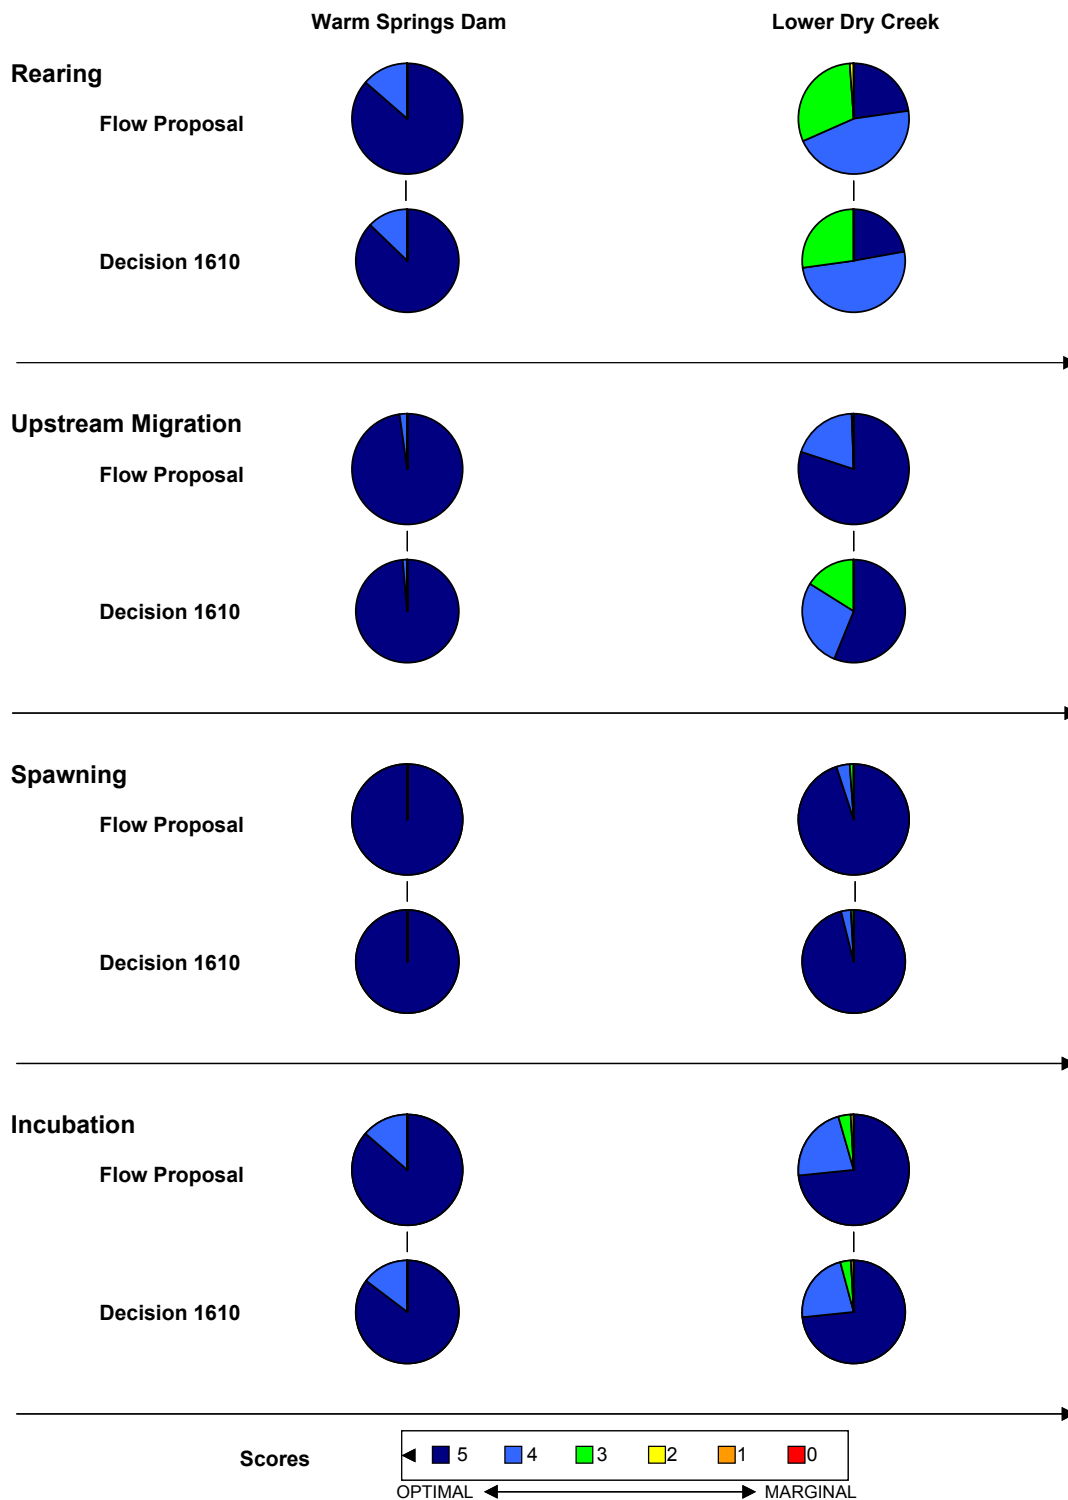 Warm Springs Dam Lower Dry Creek
Rearing
Flow Proposal
Decision 1610
Upstream Migration
Flow Proposal
Decision 1610
Spawning
Flow Proposal
Decision 1610
Incubation
Flow Proposal
Decision 1610
Scores 5 4 3 2 1 0
OPTIMAL MARGINAL